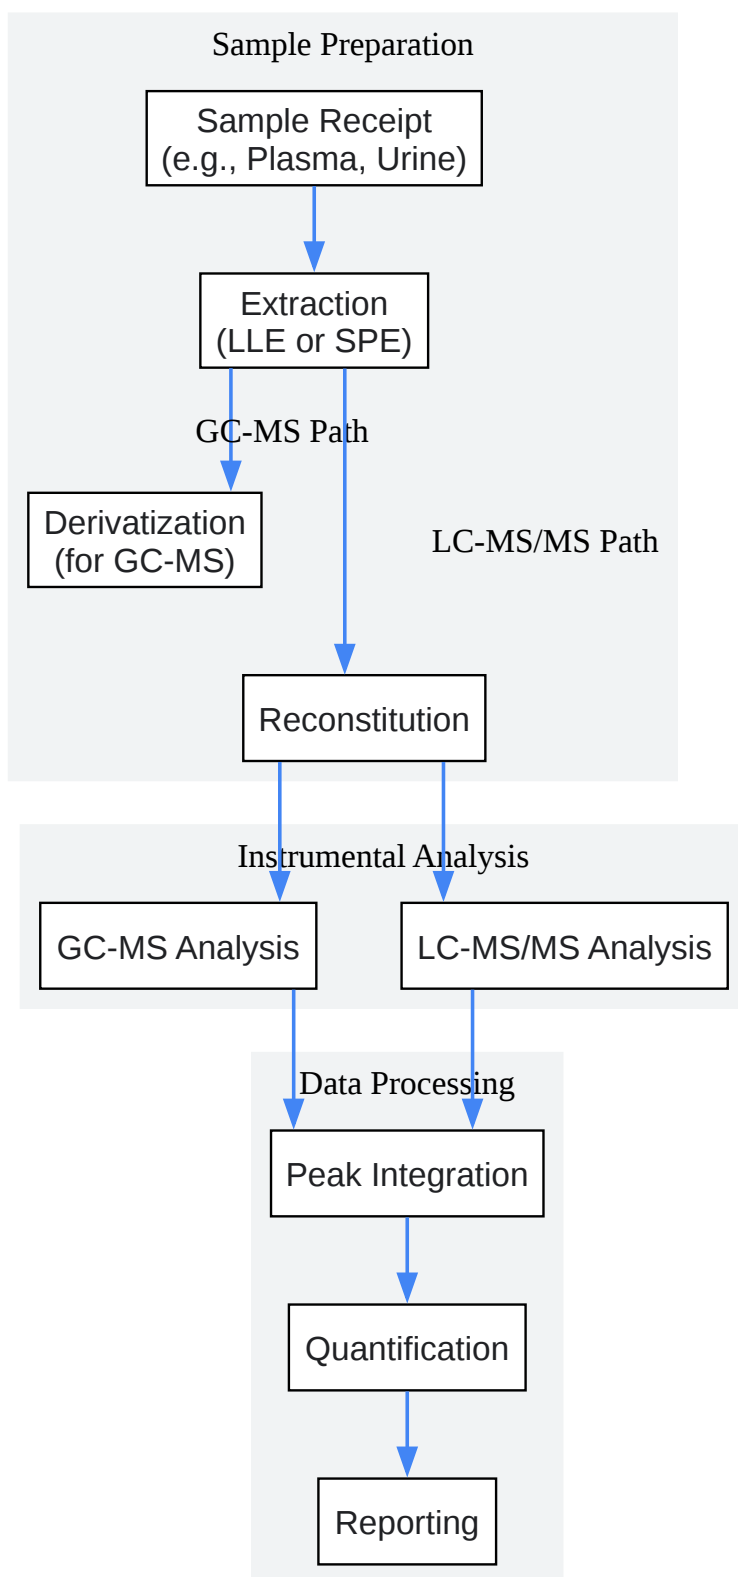 Sample Preparation
Sample Receipt
(e.g., Plasma, Urine)
Extraction
(LLE or SPE)
GC-MS Path
Derivatization
(for GC-MS)
LC-MS/MS Path
Reconstitution
Instrumental Analysis
GC-MS Analysis
LC-MS/MS Analysis
Data Processing
Peak Integration
Quantification
Reporting